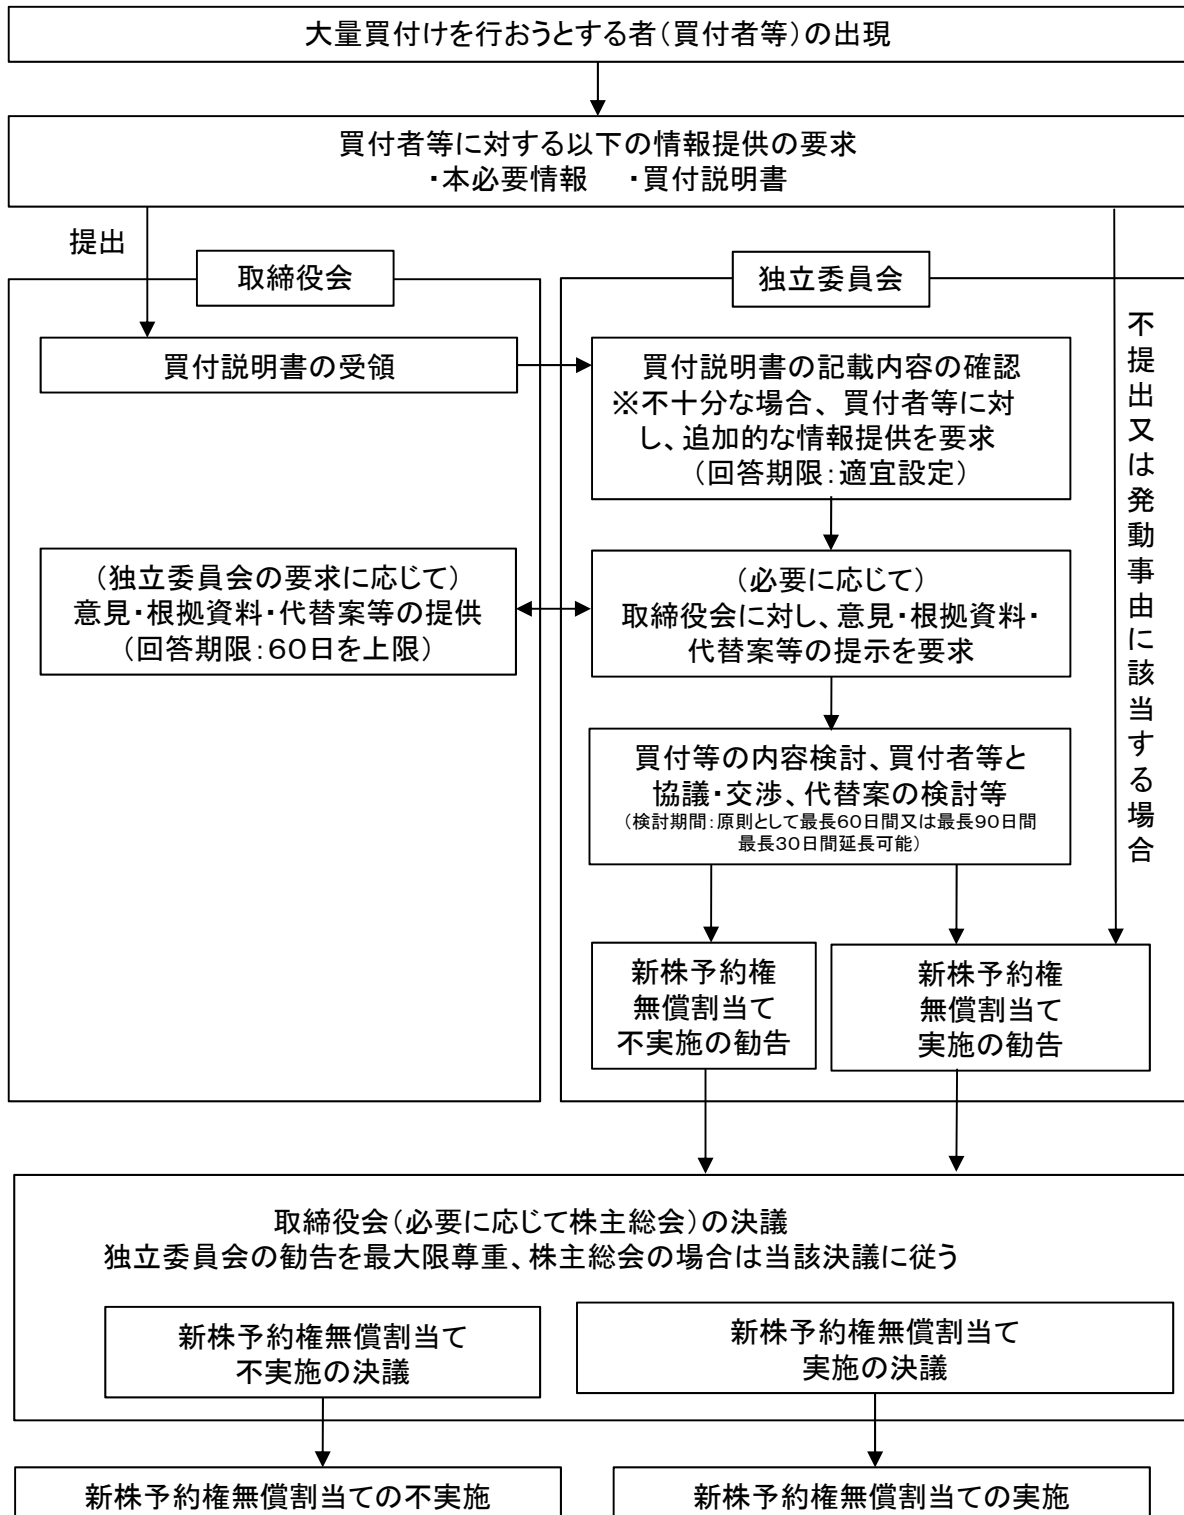 大量買付けを行おうとする者（買付者等）の出現
買付者等に対する以下の情報提供の要求
・本必要情報　・買付説明書
提出
取締役会
独立委員会
買付説明書の受領
買付説明書の記載内容の確認
※不十分な場合、買付者等に対
し、追加的な情報提供を要求
（回答期限：適宜設定）
不提出又は発動事由に該当する場合
（独立委員会の要求に応じて）
意見・根拠資料・代替案等の提供
（回答期限：60日を上限）
（必要に応じて）
取締役会に対し、意見・根拠資料・
代替案等の提示を要求
買付等の内容検討、買付者等と
協議・交渉、代替案の検討等
（検討期間：原則として最長60日間又は最長90日間
最長30日間延長可能）
新株予約権
無償割当て
不実施の勧告
新株予約権
無償割当て
実施の勧告
取締役会（必要に応じて株主総会）の決議
独立委員会の勧告を最大限尊重、株主総会の場合は当該決議に従う
新株予約権無償割当て
不実施の決議
新株予約権無償割当て
実施の決議
新株予約権無償割当ての不実施
新株予約権無償割当ての実施